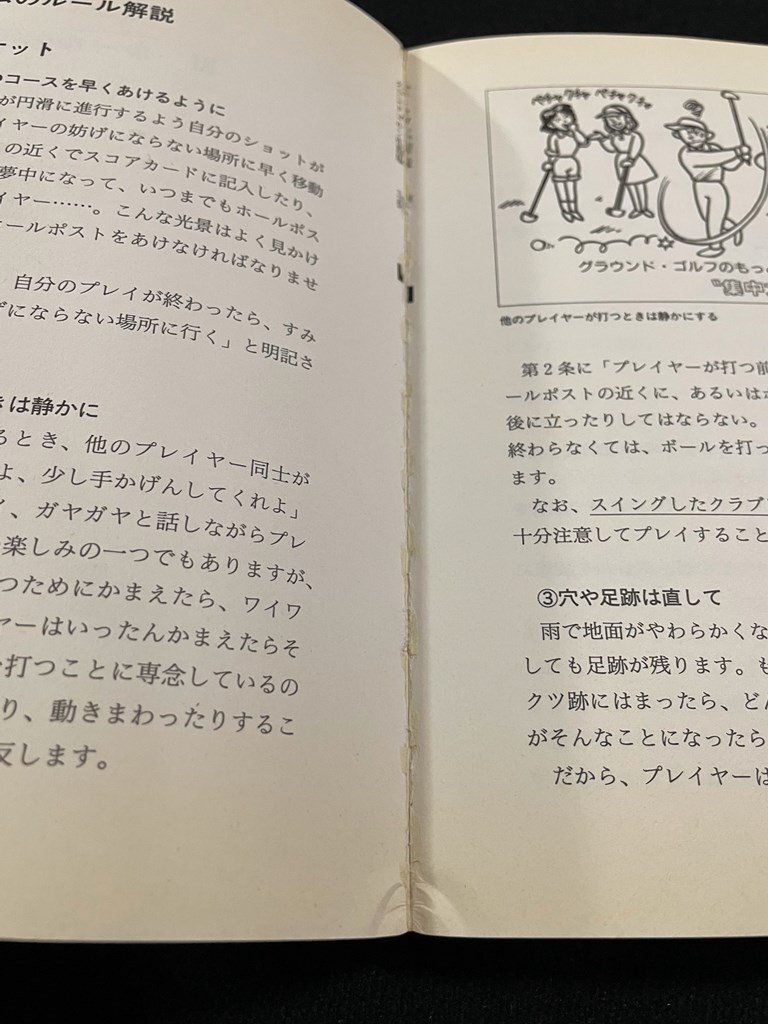 のルール解説
ケット
コースを早くあけるように
が円滑に進行するよう自分のショットが
イヤーの妨げにならない場所に早く移動
の近くでスコアカードに記入したり、
夢中になって、いつまでもホールポス
イヤー……。こんな光景はよく見かけ
ールポストをあけなければなりませ
自分のプレイが終わったら、すみ
げにならない場所に行く」と明記さ
きは静かに
るとき、他のプレイヤー同士が
よ、少し手かげんしてくれよ」
、ガヤガヤと話しながらプレ
楽しみの一つでもありますが、
つためにかまえたら、ワイワ
ヤーはいったんかまえたらそ
打つことに専念しているの
り、動きまわったりするこ
反します。
ペチャクチャ ペチャクチャ
グラウンド・ゴルフのもっ
"集中
他のプレイヤーが打つときは静かにする
第2条に「プレイヤーが打つ前
ールポストの近くに、あるいは
後に立ったりしてはならない。
終わらなくては、ボールを打っ
ます。
なお、スイングしたクラブ
十分注意してプレイすること
③穴や足跡は直して
雨で地面がやわらかくな
しても足跡が残ります。も
クツ跡にはまったら、どん
がそんなことになったら
だから、プレイヤーは